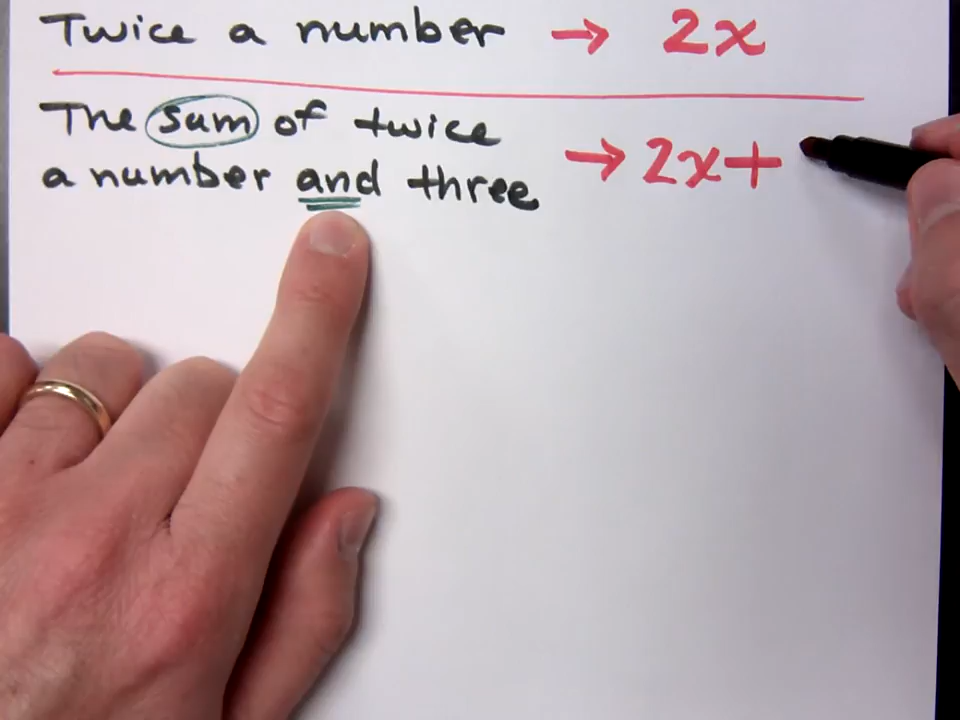 Twice a number → 2x
The sum of twice
a number and three → 2x+